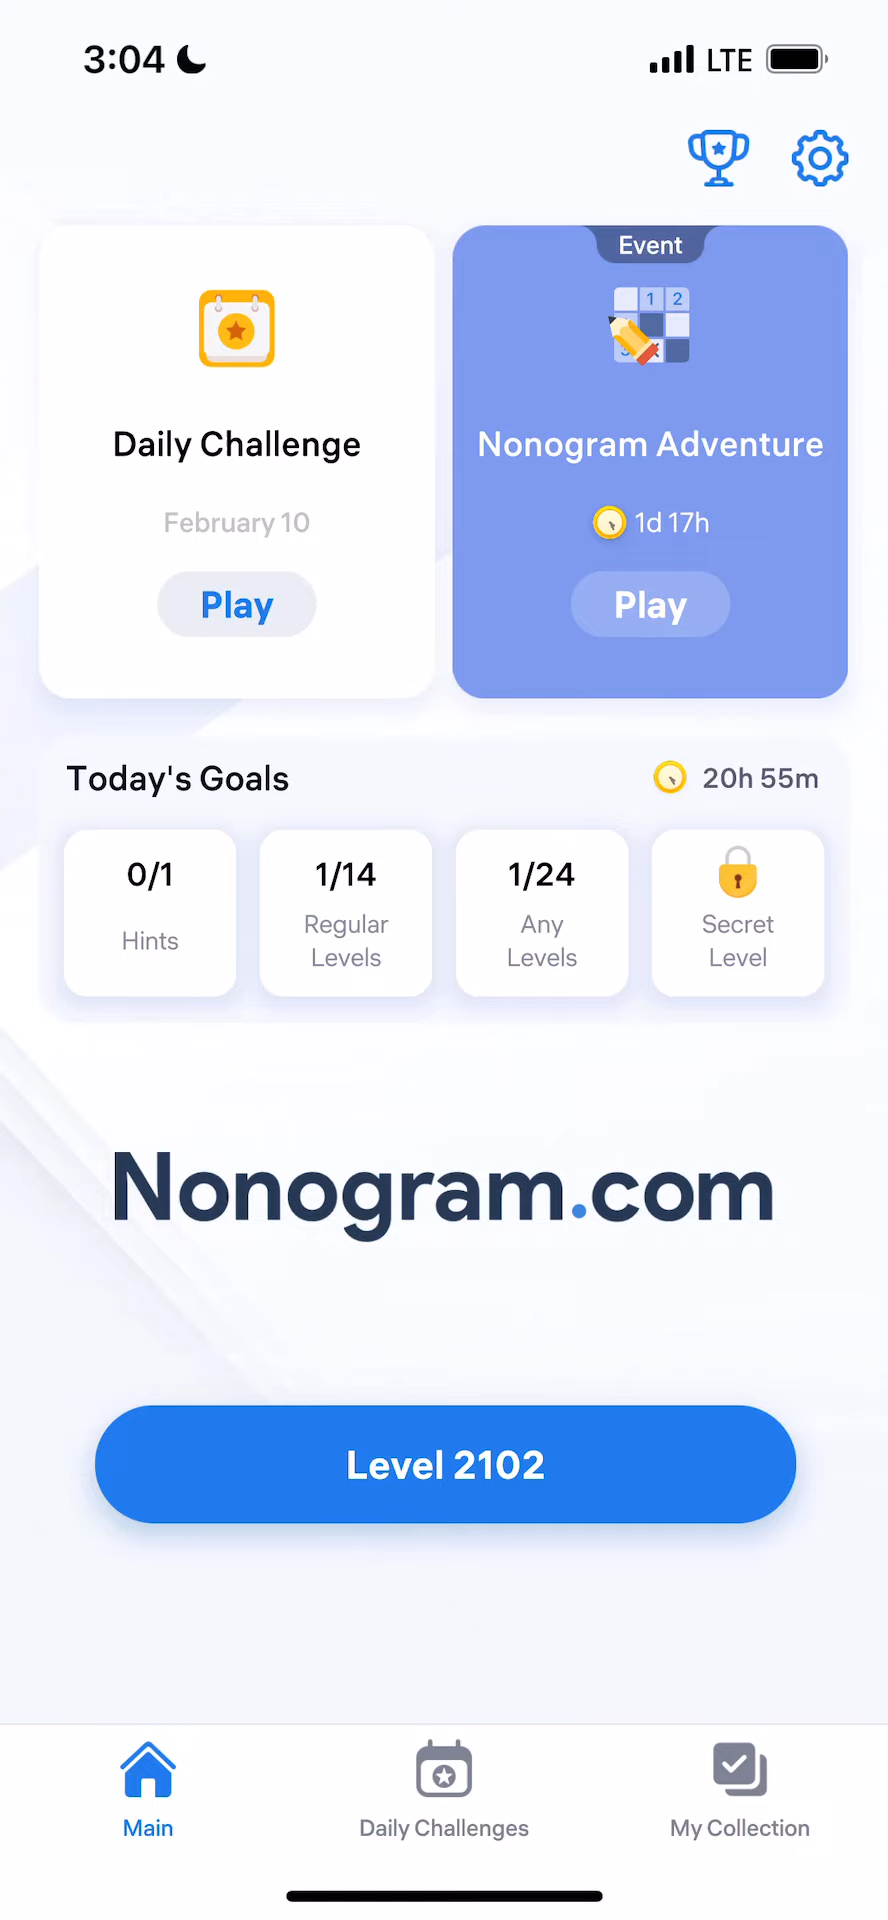 3:04
LTE
Event
1 2
Daily Challenge
Nonogram Adventure
February 10
1d 17h
Play
Play
Today's Goals
20h 55m
0/1
Hints
1/14
Regular
Levels
1/24
Any
Levels
Secret
Level
Nonogram.com
Level 2102
Main
Daily Challenges
My Collection